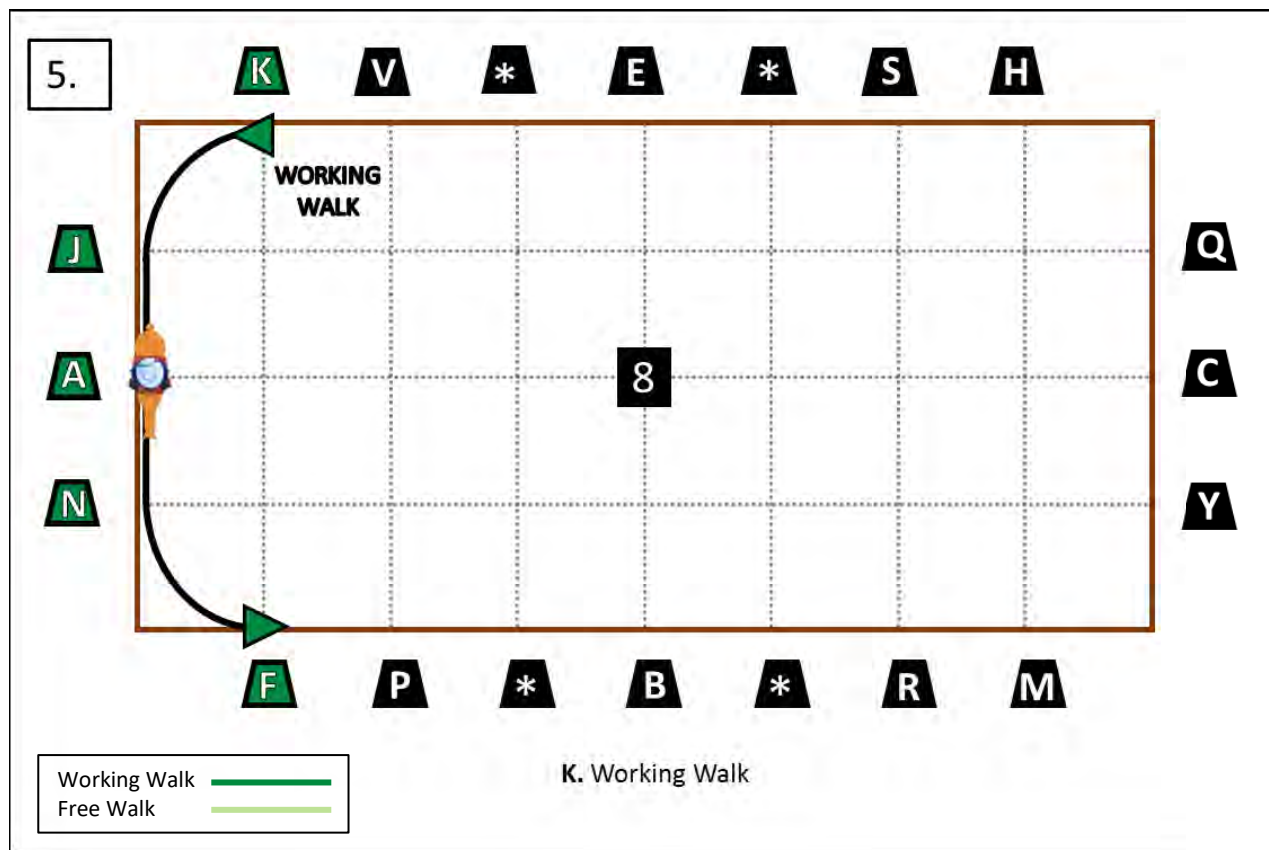 5.
K V * E * S H
WORKING
WALK
J Q
A 8 C
N Y
F P * B * R M
K. Working Walk
Working Walk
Free Walk